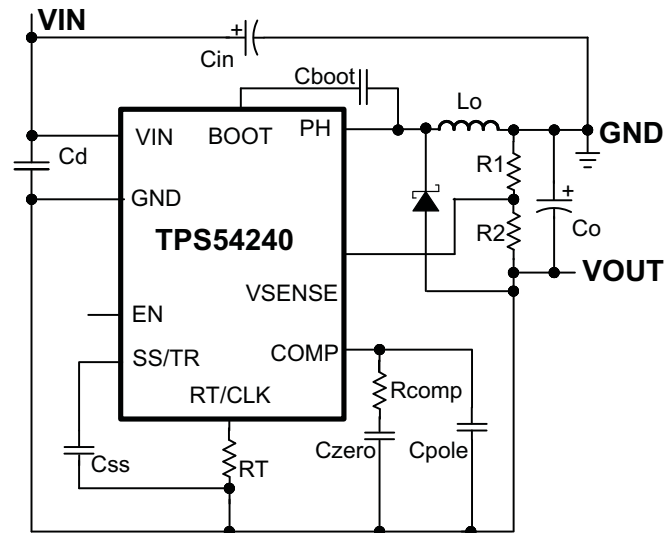 VIN
+
Cin
Cboot
Lo
VIN
BOOT
PH
GND
Cd
R1
GND
+
TPS54240
R2
Co
VOUT
VSENSE
EN
COMP
SS/TR
RT/CLK
Rcomp
Czero
Cpole
Css
RT